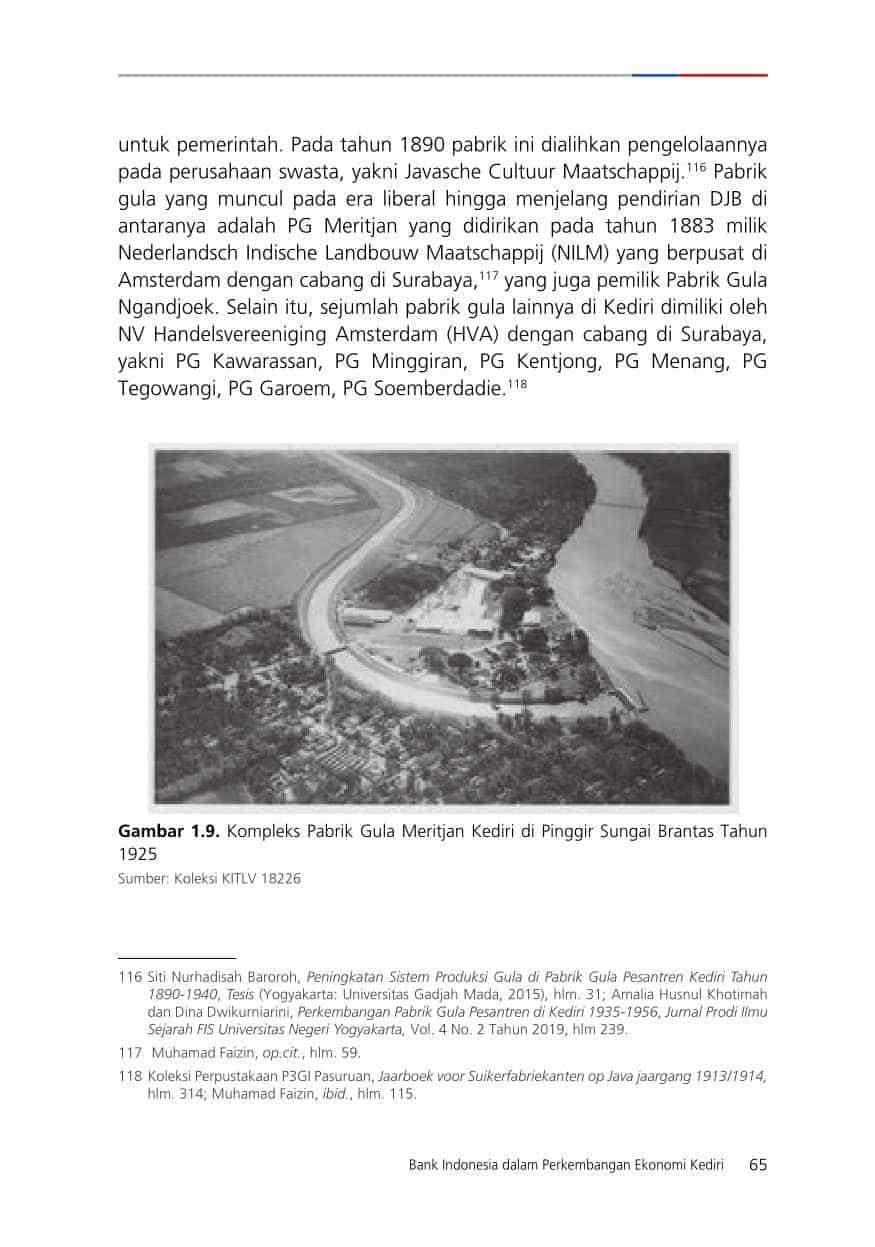 untuk pemerintah. Pada tahun 1890 pabrik ini dialihkan pengelolaannya
pada perusahaan swasta, yakni Javasche Cultuur Maatschappij.116 Pabrik
gula yang muncul pada era liberal hingga menjelang pendirian DJB di
antaranya adalah PG Meritjan yang didirikan pada tahun 1883 milik
Nederlandsch Indische Landbouw Maatschappij (NILM) yang berpusat di
Amsterdam dengan cabang di Surabaya,117 yang juga pemilik Pabrik Gula
Ngandjoek. Selain itu, sejumlah pabrik gula lainnya di Kediri dimiliki oleh
NV Handelsvereeniging Amsterdam (HVA) dengan cabang di Surabaya,
yakni PG Kawarassan, PG Minggiran, PG Kentjong, PG Menang, PG
Tegowangi, PG Garoem, PG Soemberdadie.118
Gambar 1.9. Kompleks Pabrik Gula Meritjan Kediri di Pinggir Sungai Brantas Tahun
1925
Sumber: Koleksi KITLV 18226
116 Siti Nurhadisah Baroroh, Peningkatan Sistem Produksi Gula di Pabrik Gula Pesantren Kediri Tahun
1890-1940, Tesis (Yogyakarta: Universitas Gadjah Mada, 2015), hlm. 31; Amalia Husnul Khotimah
dan Dina Dwikurniarini, Perkembangan Pabrik Gula Pesantren di Kediri 1935-1956, Jurnal Prodi Ilmu
Sejarah FIS Universitas Negeri Yogyakarta, Vol. 4 No. 2 Tahun 2019, hlm 239.
117 Muhamad Faizin, op.cit., hlm. 59.
118 Koleksi Perpustakaan P3GI Pasuruan, Jaarboek voor Suikerfabriekanten op Java jaargang 1913/1914,
hlm. 314; Muhamad Faizin, ibid., hlm. 115.
Bank Indonesia dalam Perkembangan Ekonomi Kediri 65